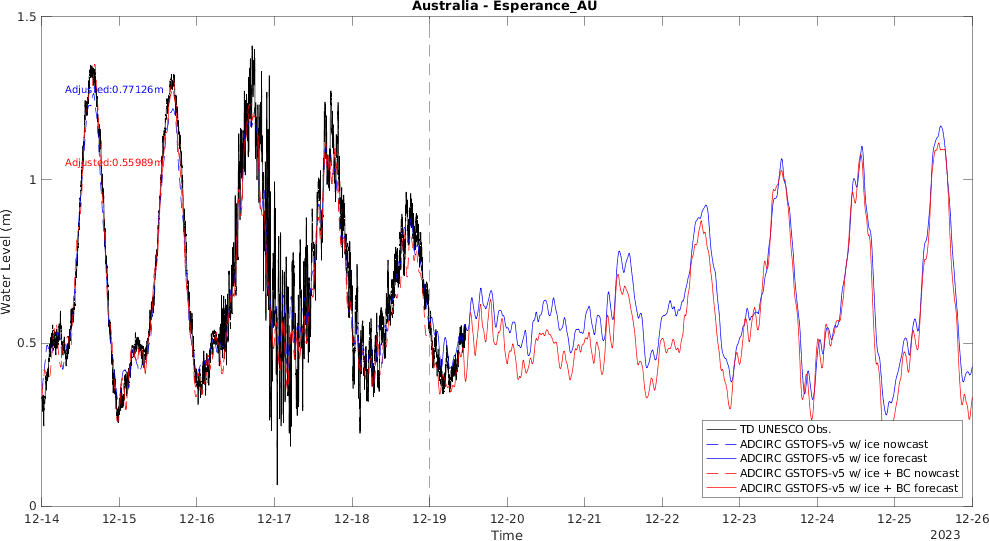 Australia - Esperance_AU
1.5
Adjusted:0.77126m
Adjusted:0.55989m
1
Water Level (m)
0.5
0
TD UNESCO Obs.
ADCIRC GSTOFS-v5 w/ ice nowcast
ADCIRC GSTOFS-v5 w/ ice forecast
ADCIRC GSTOFS-v5 w/ ice + BC nowcast
ADCIRC GSTOFS-v5 w/ ice + BC forecast
12-14 12-15 12-16 12-17 12-18 12-19 12-20 12-21 12-22 12-23 12-24 12-25 12-26
Time
2023